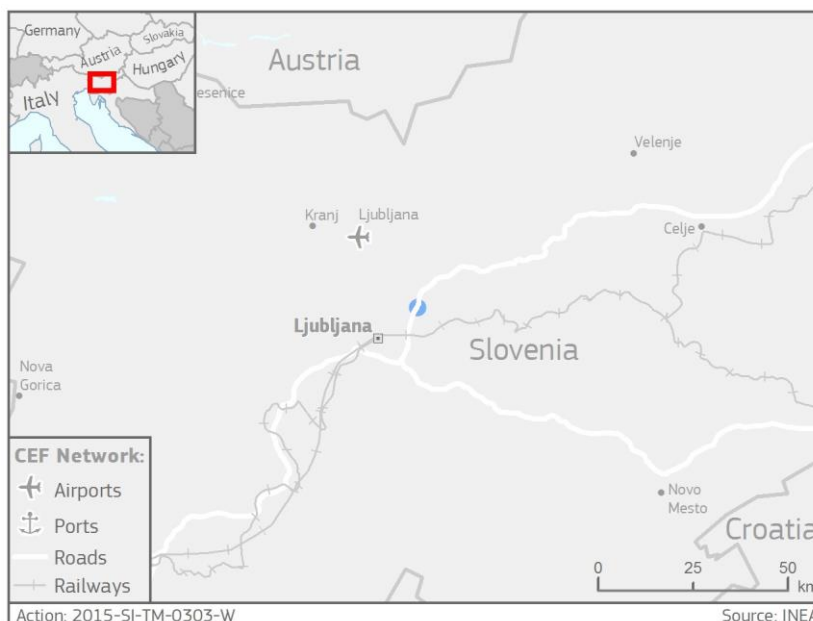 Germany
Slovakia
Austria
Hungary
Italy
esenice
Austria
Velenje
Kranj
Ljubljana
Celje
Ljubljana
Slovenia
Nova
Gorica
CEF Network:
Airports
Ports
Roads
Railways
Novo
Mesto
Croatia
0 25 50
km
Action: 2015-SI-TM-0303-W
Source: INEA